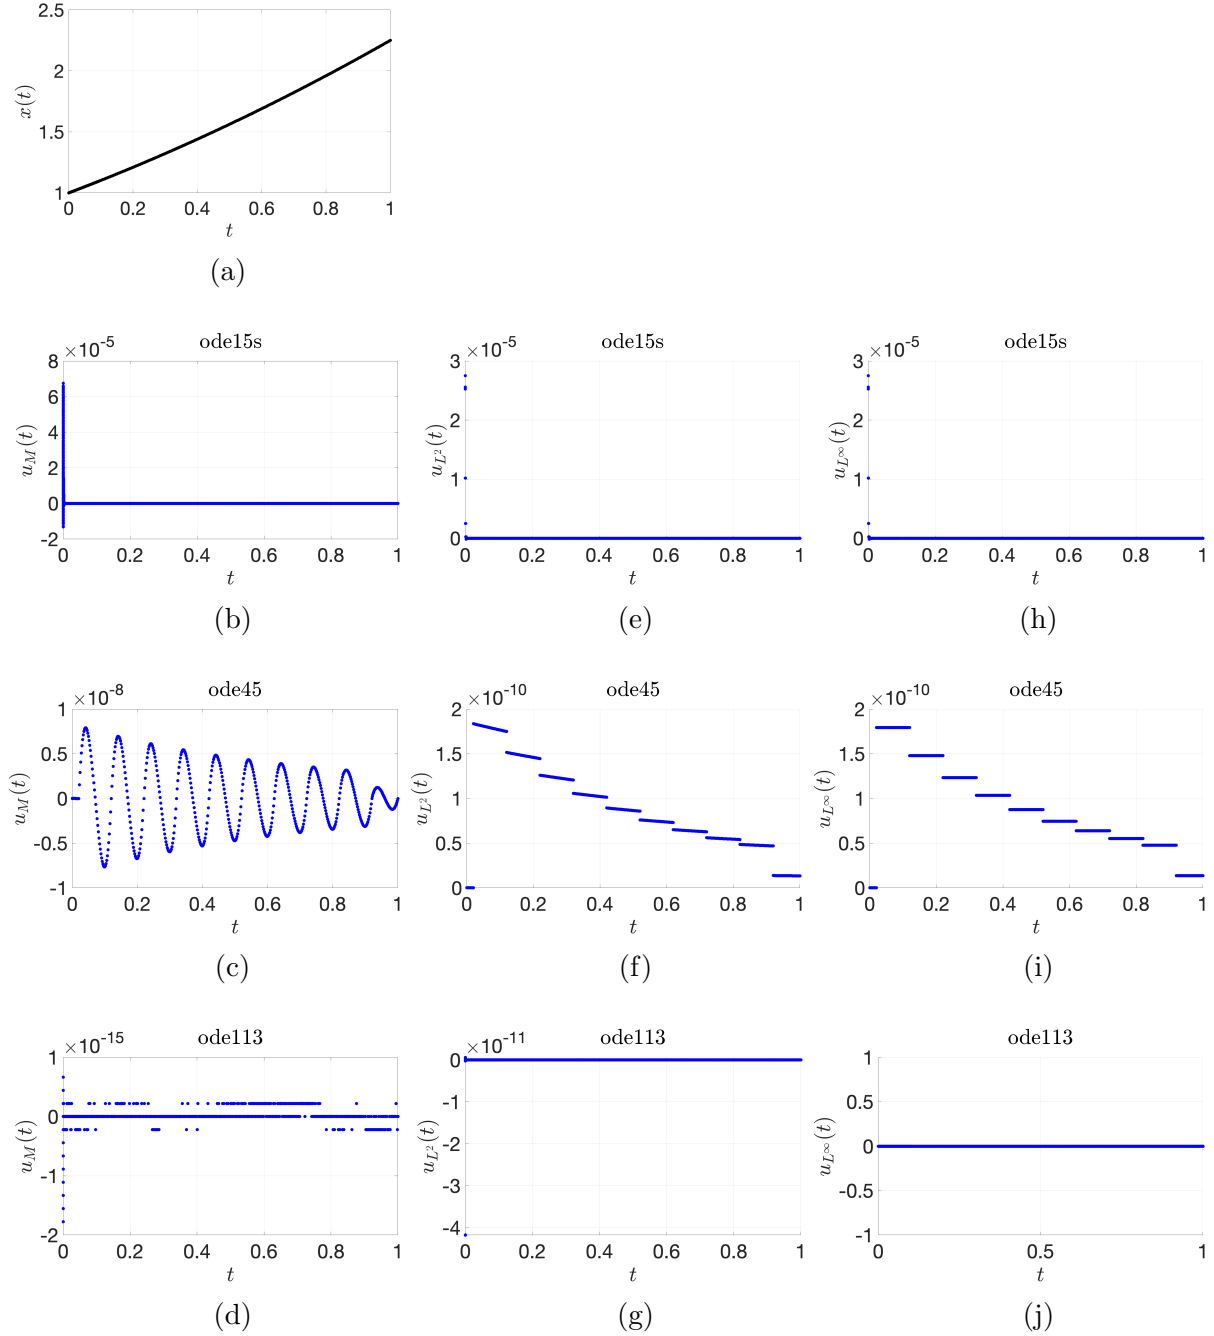 2.5
2
1.5
1
x(t)
0 0.2 0.4 0.6 0.8 1
t
(a)
×10⁻⁵ ode15s
8
6
4
2
0
-2
u_M(t)
0 0.2 0.4 0.6 0.8 1
t
(b)
×10⁻⁵ ode15s
3
2
1
0
u_{L²}(t)
0 0.2 0.4 0.6 0.8 1
t
(e)
×10⁻⁵ ode15s
3
2
1
0
u_{L^∞}(t)
0 0.2 0.4 0.6 0.8 1
t
(h)
×10⁻⁸ ode45
1
0.5
0
-0.5
-1
u_M(t)
0 0.2 0.4 0.6 0.8 1
t
(c)
×10⁻¹⁰ ode45
2
1.5
1
0.5
0
u_{L²}(t)
0 0.2 0.4 0.6 0.8 1
t
(f)
×10⁻¹⁰ ode45
2
1.5
1
0.5
0
u_{L^∞}(t)
0.2 0.4 0.6 0.8 1
t
(i)
×10⁻¹⁵ ode113
1
0
-1
-2
u_M(t)
0 0.2 0.4 0.6 0.8 1
t
(d)
×10⁻¹¹ ode113
0
-1
-2
-3
-4
u_{L²}(t)
0 0.2 0.4 0.6 0.8 1
t
(g)
ode113
1
0.5
0
-0.5
-1
u_{L^∞}(t)
0 0.5 1
t
(j)